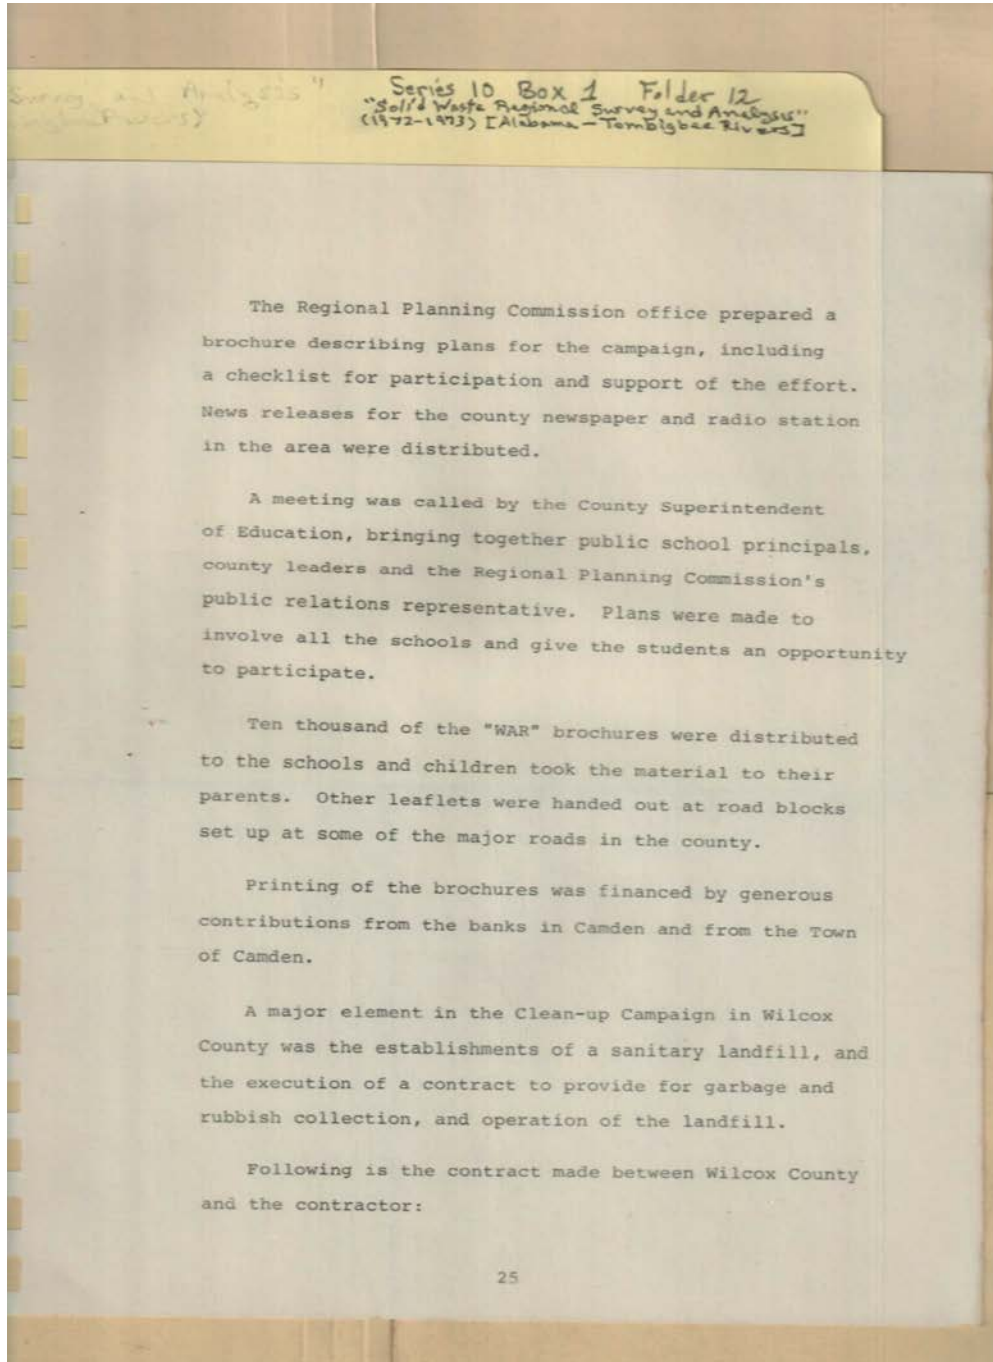 Survey and Analysis"
Rivers)
Series 10 Box 1 Folder 12
"Solid Waste Regional Survey and Analysis"
(1972-1973) [Alabama - Tombigbee Rivers]
The Regional Planning Commission office prepared a
brochure describing plans for the campaign, including
a checklist for participation and support of the effort.
News releases for the county newspaper and radio station
in the area were distributed.
A meeting was called by the County Superintendent
of Education, bringing together public school principals,
county leaders and the Regional Planning Commission's
public relations representative. Plans were made to
involve all the schools and give the students an opportunity
to participate.
Ten thousand of the "WAR" brochures were distributed
to the schools and children took the material to their
parents. Other leaflets were handed out at road blocks
set up at some of the major roads in the county.
Printing of the brochures was financed by generous
contributions from the banks in Camden and from the Town
of Camden.
A major element in the Clean-up Campaign in Wilcox
County was the establishments of a sanitary landfill, and
the execution of a contract to provide for garbage and
rubbish collection, and operation of the landfill.
Following is the contract made between Wilcox County
and the contractor:
25